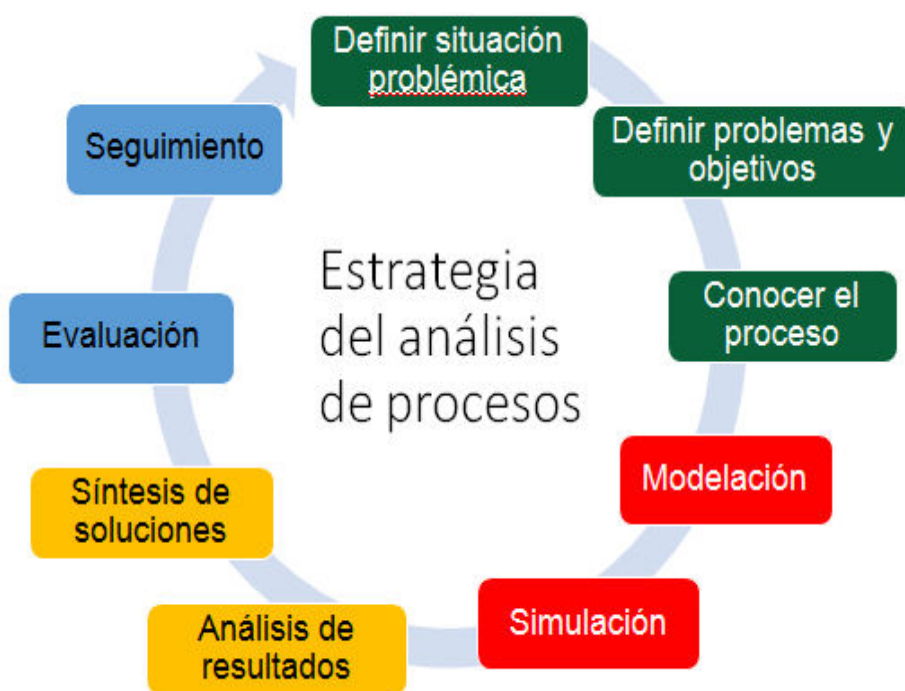 Definir situación
problémica
Definir problemas y
objetivos
Conocer el
proceso
Modelación
Simulación
Análisis de
resultados
Síntesis de
soluciones
Evaluación
Seguimiento
Estrategia
del análisis
de procesos